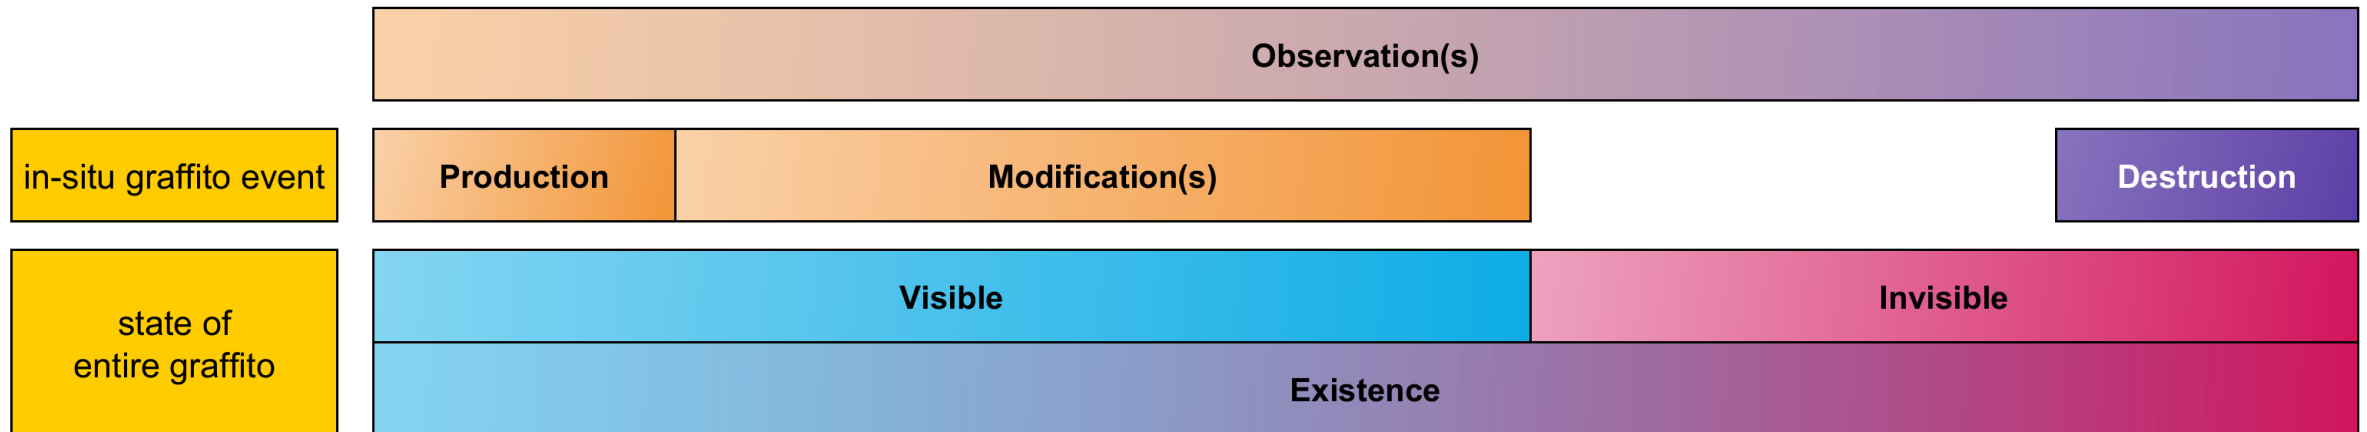 Observation(s)
in-situ graffito event
Production
Modification(s)
Destruction
state of
entire graffito
Visible
Invisible
Existence